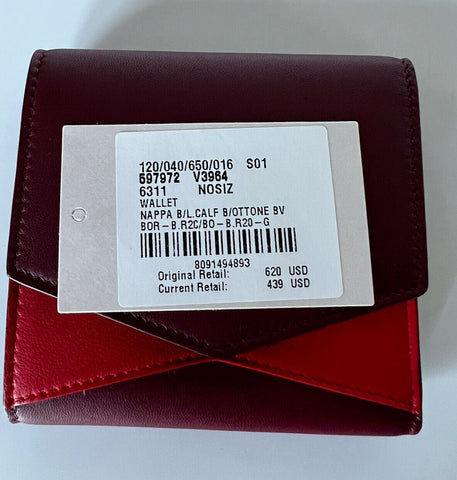 120/040/650/016 S01
597972 V3964
6311 NOSIZ
WALLET
NAPPA B/L.CALF B/OTTONE BV
BOR-B.R2C/BO-B.R20-G
8091494893
Original Retail: 620 USD
Current Retail: 439 USD